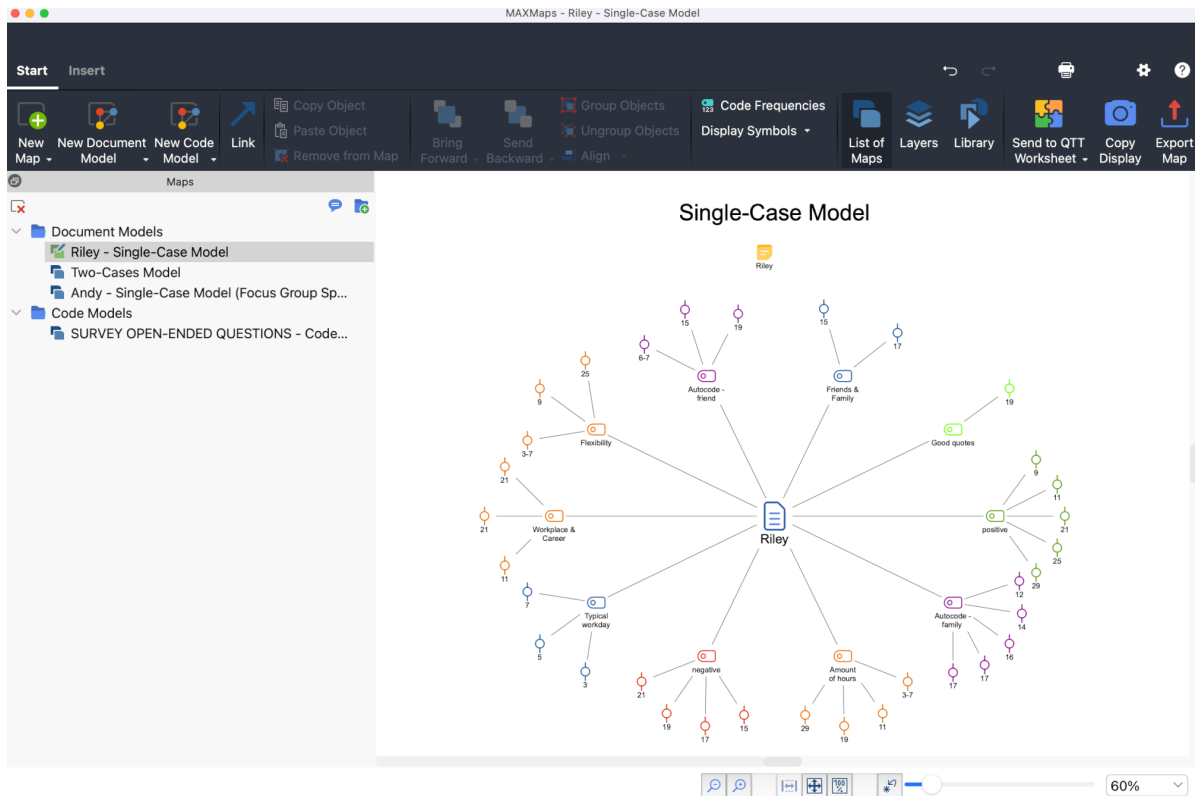 MAXMaps - Riley - Single-Case Model
Start Insert
?
Copy Object
Paste Object
Remove from Map
Group Objects
Ungroup Objects
Align
123 Code Frequencies
Display Symbols
New Map
New Document Model
New Code Model
Link
Bring Forward
Send Backward
List of Maps
Layers
Library
Send to QTT Worksheet
Copy Display
Export Map
Maps
Document Models
Riley - Single-Case Model
Two-Cases Model
Andy - Single-Case Model (Focus Group Sp...
Code Models
SURVEY OPEN-ENDED QUESTIONS - Code...
Single-Case Model
Riley
15
19
6-7
Autocode -
friend
15
17
Friends &
Family
25
9
3-7
Flexibility
19
Good quotes
21
21
11
Workplace &
Career
Riley
9
11
21
25
29
positive
7
5
3
Typical
workday
12
14
16
17
17
Autocode -
family
21
19
17
15
negative
3-7
11
19
29
Amount
of hours
100
%
60%